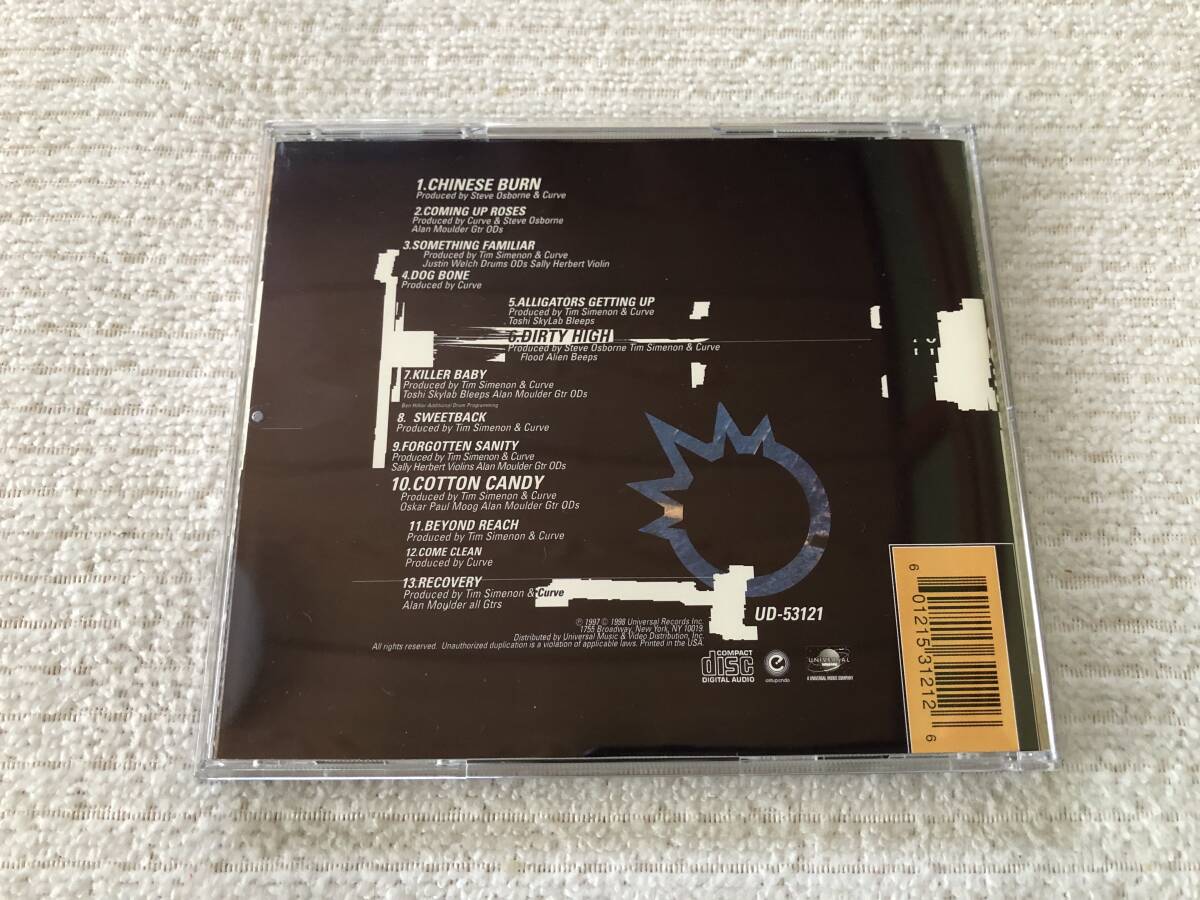 1.CHINESE BURN
Produced by Steve Osborne & Curve
2.COMING UP ROSES
Produced by Curve & Steve Osborne
Alan Moulder Gtr ODs
3.SOMETHING FAMILIAR
Produced by Tim Simenon & Curve
Justin Welch Drums ODs Sally Herbert Violin
4.DOG BONE
Produced by Curve
5.ALLIGATORS GETTING UP
Produced by Tim Simenon & Curve
Toshi SkyLab Bleeps
6.DIRTY HIGH
Produced by Steve Osborne Tim Simenon & Curve
Flood Alien Beeps
7.KILLER BABY
Produced by Tim Simenon & Curve
Toshi Skylab Bleeps Alan Moulder Gtr ODs
Ben Hillier Additional Drum Programming
8. SWEETBACK
Produced by Tim Simenon & Curve
9.FORGOTTEN SANITY
Produced by Tim Simenon & Curve
Sally Herbert Violins Alan Moulder Gtr ODs
10.COTTON CANDY
Produced by Tim Simenon & Curve
Oskar Paul Moog Alan Moulder Gtr ODs
11.BEYOND REACH
Produced by Tim Simenon & Curve
12.COME CLEAN
Produced by Curve
13.RECOVERY
Produced by Tim Simenon & Curve
Alan Moulder all Gtrs
UD-53121
℗ 1997 © 1998 Universal Records Inc.
1755 Broadway, New York, NY 10019
Distributed by Universal Music & Video Distribution, Inc.
All rights reserved. Unauthorized duplication is a violation of applicable laws. Printed in the USA.
COMPACT
disc
DIGITAL AUDIO
estupendo
UNIVERSAL
A UNIVERSAL MUSIC COMPANY
6 01215 31212 6